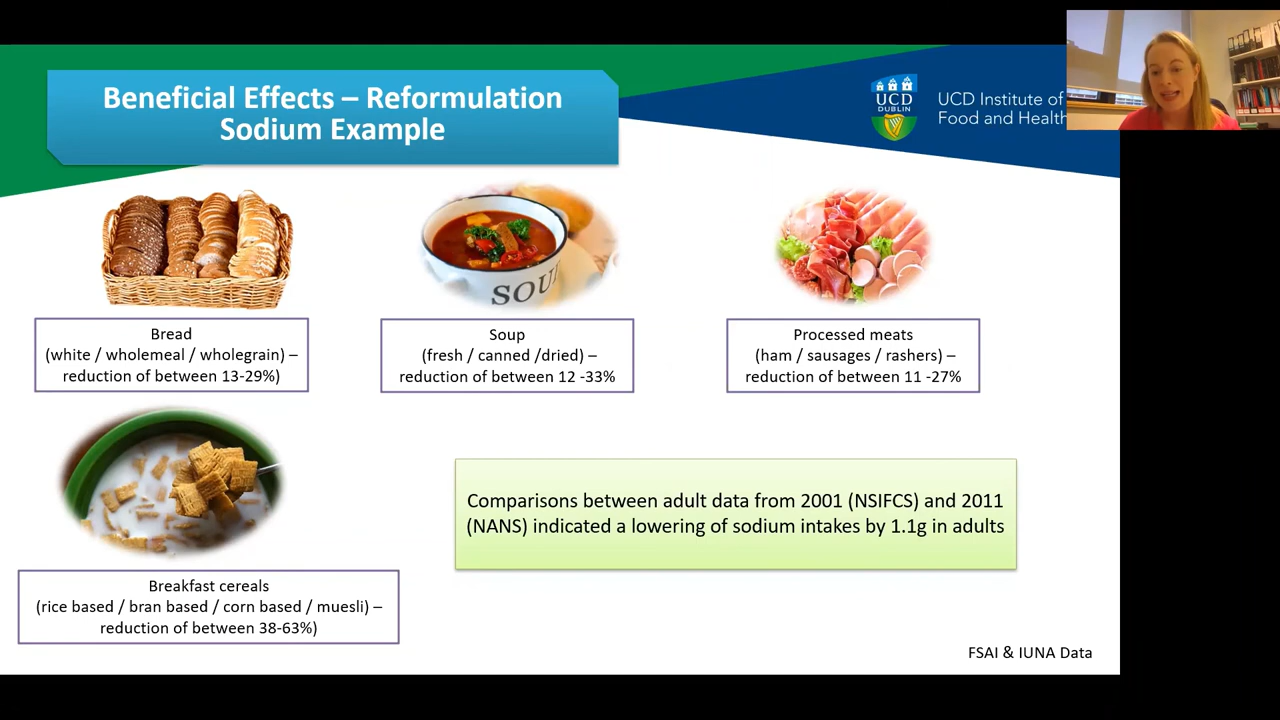 Beneficial Effects – Reformulation
Sodium Example
UCD
DUBLIN
UCD Institute of
Food and Health
SOUP
Bread
(white / wholemeal / wholegrain) –
reduction of between 13-29%)
Soup
(fresh / canned /dried) –
reduction of between 12 -33%
Processed meats
(ham / sausages / rashers) –
reduction of between 11 -27%
Breakfast cereals
(rice based / bran based / corn based / muesli) –
reduction of between 38-63%)
Comparisons between adult data from 2001 (NSIFCS) and 2011
(NANS) indicated a lowering of sodium intakes by 1.1g in adults
FSAI & IUNA Data